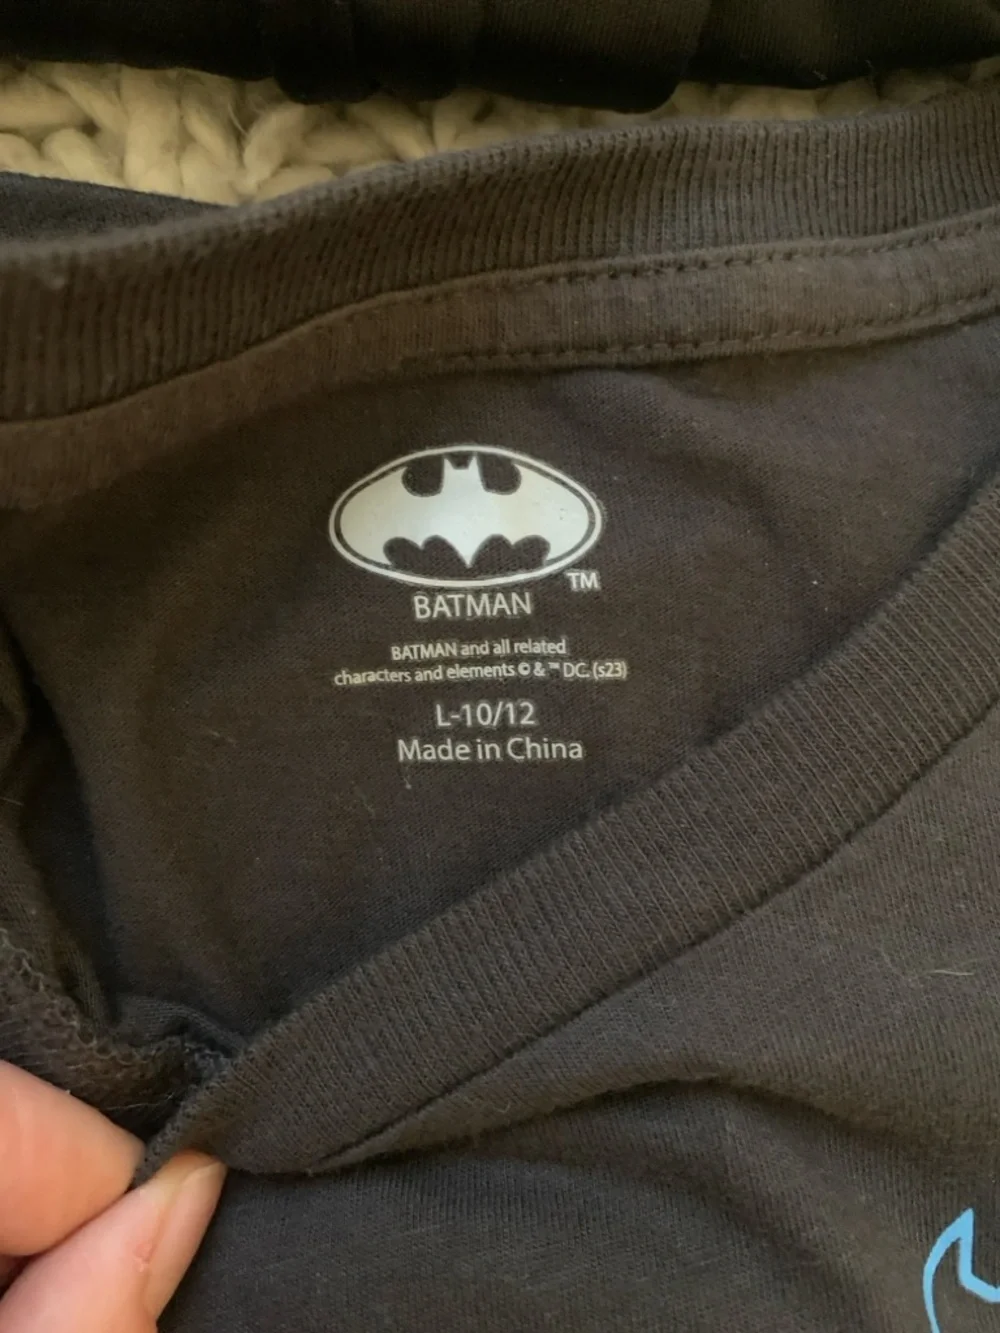 TM
BATMAN
BATMAN and all related
characters and elements © & ™ DC. (s23)
L-10/12
Made in China